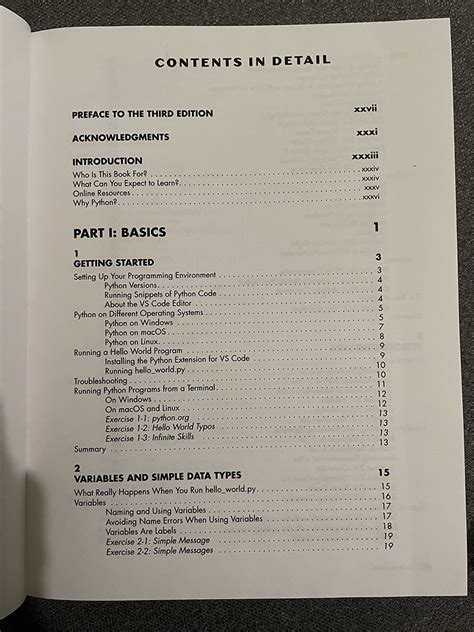 CONTENTS IN DETAIL
PREFACE TO THE THIRD EDITION xxvii
ACKNOWLEDGMENTS xxxi
INTRODUCTION xxxiii
Who Is This Book For? xxxiv
What Can You Expect to Learn? xxxiv
Online Resources xxxv
Why Python? xxxvi
PART I: BASICS 1
1
GETTING STARTED 3
Setting Up Your Programming Environment 3
Python Versions 4
Running Snippets of Python Code 4
About the VS Code Editor 4
Python on Different Operating Systems 5
Python on Windows 5
Python on macOS 7
Python on Linux 8
Running a Hello World Program 9
Installing the Python Extension for VS Code 9
Running hello_world.py 10
Troubleshooting 10
Running Python Programs from a Terminal 11
On Windows 12
On macOS and Linux 12
Exercise 1-1: python.org 13
Exercise 1-2: Hello World Typos 13
Exercise 1-3: Infinite Skills 13
Summary 13
2
VARIABLES AND SIMPLE DATA TYPES 15
What Really Happens When You Run hello_world.py 15
Variables 16
Naming and Using Variables 17
Avoiding Name Errors When Using Variables 17
Variables Are Labels 18
Exercise 2-1: Simple Message 19
Exercise 2-2: Simple Messages 19